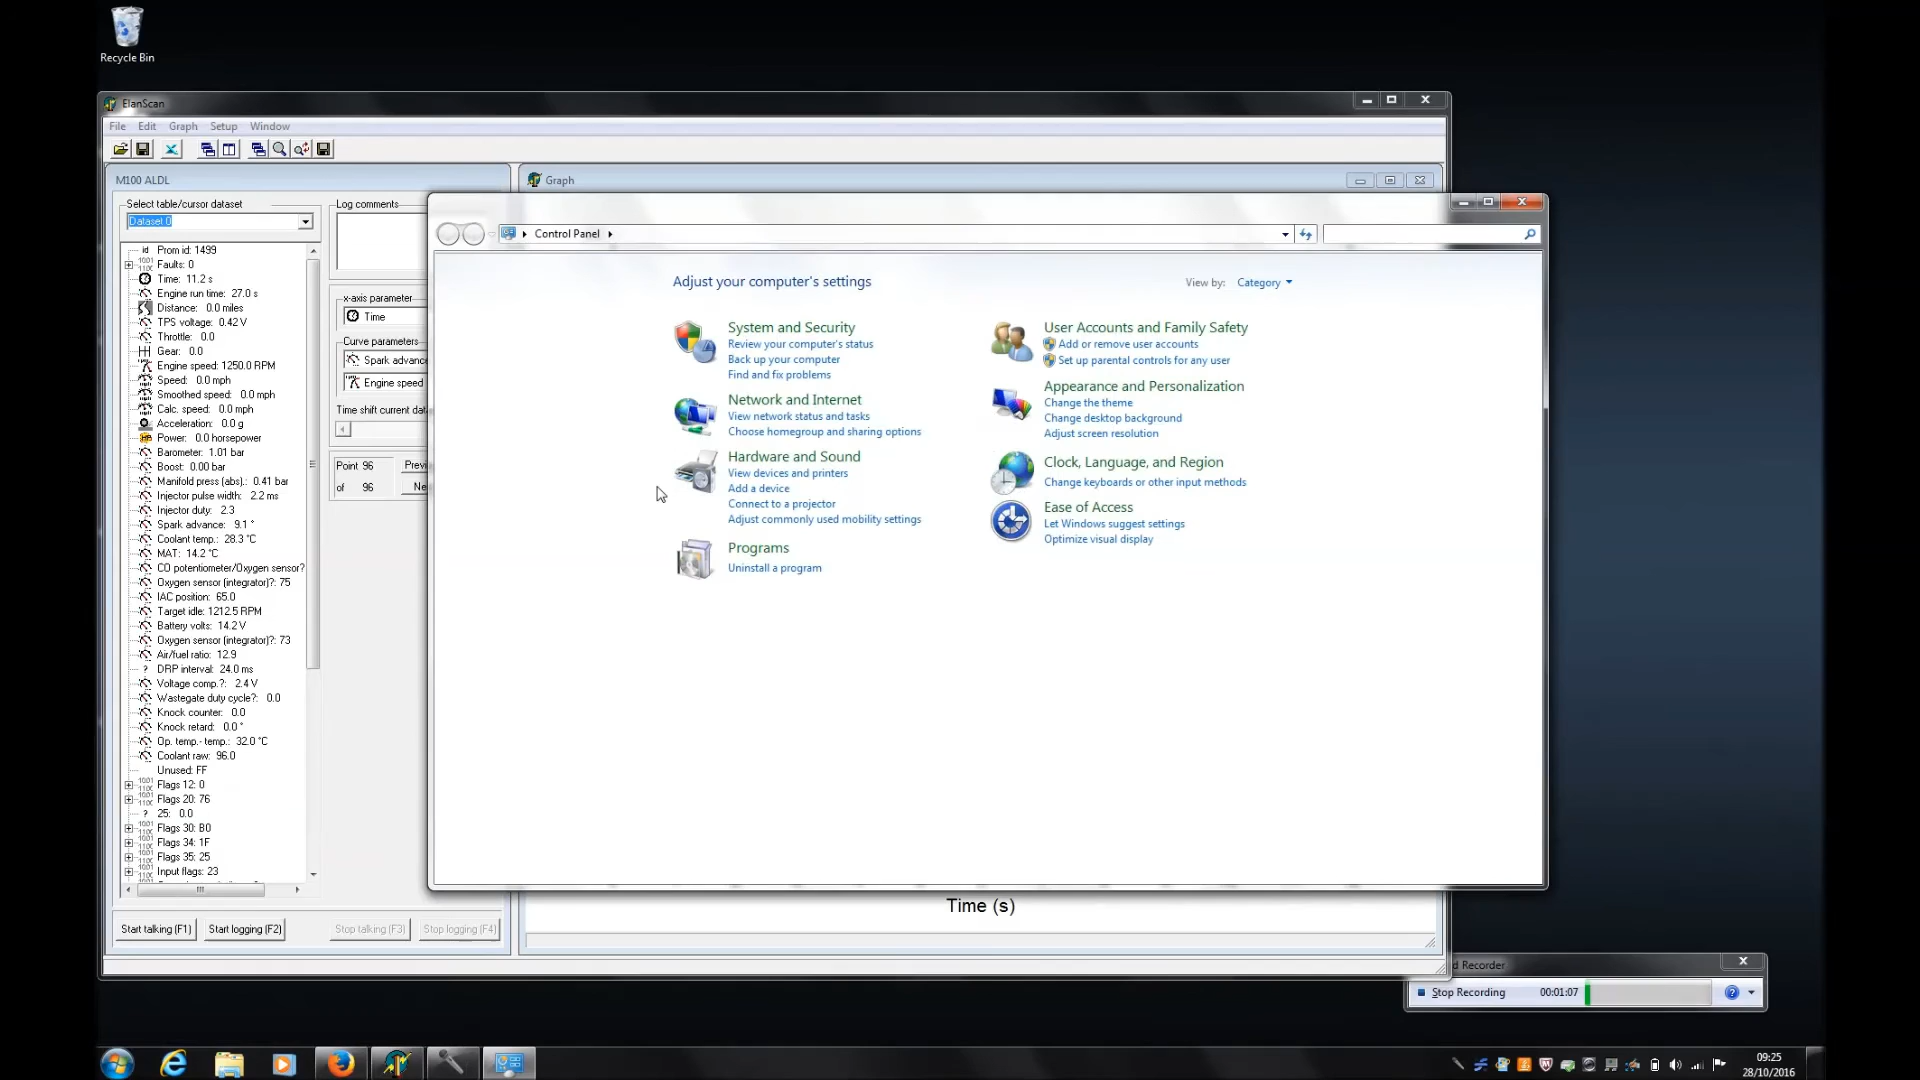 Recycle Bin
ElanScan
File Edit Graph Setup Window
M100 ALDL
Select table/cursor dataset
Dataset 0
id Prom id: 1499
Faults: 0
Time: 11.2 s
Engine run time: 27.0 s
Distance: 0.0 miles
TPS voltage: 0.42 V
Throttle: 0.0
Gear: 0.0
Engine speed: 1250.0 RPM
Speed: 0.0 mph
Smoothed speed: 0.0 mph
Calc. speed: 0.0 mph
Acceleration: 0.0 g
Power: 0.0 horsepower
Barometer: 1.01 bar
Boost: 0.00 bar
Manifold press (abs).: 0.41 bar
Injector pulse width: 2.2 ms
Injector duty: 2.3
Spark advance: 9.1 °
Coolant temp.: 28.3 °C
MAT: 14.2 °C
CO potentiometer/Oxygen sensor?
Oxygen sensor (integrator)?: 75
IAC position: 65.0
Target idle: 1212.5 RPM
Battery volts: 14.2 V
Oxygen sensor (integrator)?: 73
Air/fuel ratio: 12.9
? DRP interval: 24.0 ms
Voltage comp.?: 2.4 V
Wastegate duty cycle?: 0.0
Knock counter: 0.0
Knock retard: 0.0 °
Op. temp.- temp.: 32.0 °C
Coolant raw: 96.0
Unused: FF
Flags 12: 0
Flags 20: 76
? 25: 0.0
Flags 30: B0
Flags 34: 1F
Flags 35: 25
Input flags: 23
Start talking (F1) Start logging (F2) Stop talking (F3) Stop logging (F4)
Log comments
x-axis parameter
Time
Curve parameters
Spark advanc
Engine speed
Time shift current dat
Point 96
of 96
Previ
Ne
Graph
Time (s)
Control Panel
Adjust your computer's settings
View by: Category
System and Security
Review your computer's status
Back up your computer
Find and fix problems
Network and Internet
View network status and tasks
Choose homegroup and sharing options
Hardware and Sound
View devices and printers
Add a device
Connect to a projector
Adjust commonly used mobility settings
Programs
Uninstall a program
User Accounts and Family Safety
Add or remove user accounts
Set up parental controls for any user
Appearance and Personalization
Change the theme
Change desktop background
Adjust screen resolution
Clock, Language, and Region
Change keyboards or other input methods
Ease of Access
Let Windows suggest settings
Optimize visual display
d Recorder
Stop Recording 00:01:07
09:25
28/10/2016